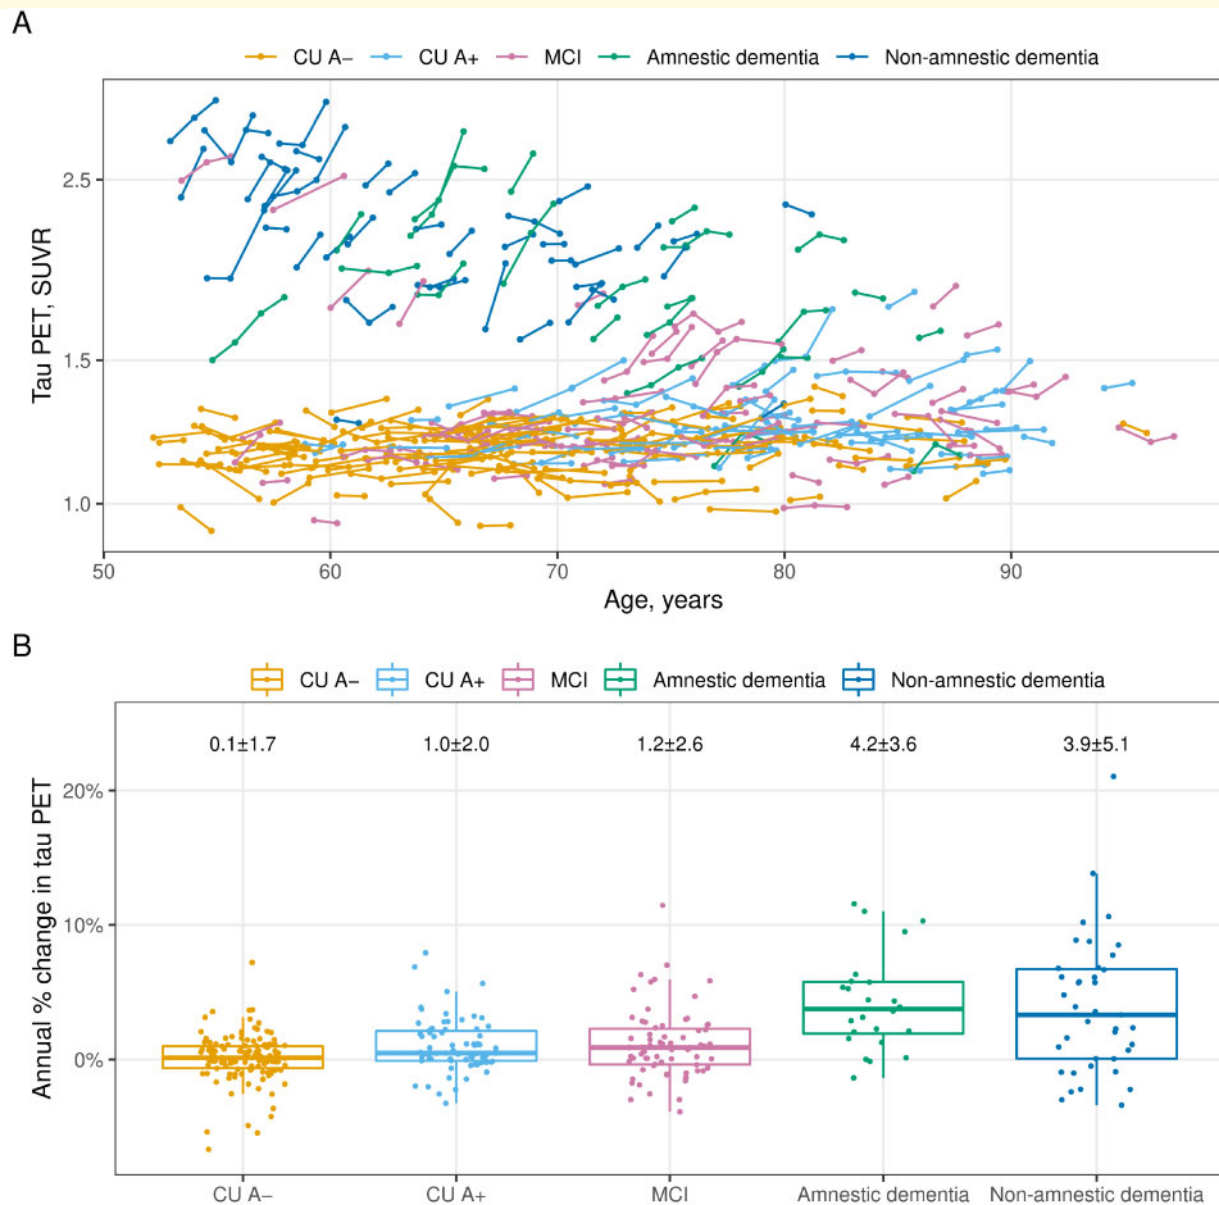 A
CU A− CU A+ MCI Amnestic dementia Non-amnestic dementia
Tau PET, SUVR
2.5
1.5
1.0
50 60 70 80 90
Age, years
B
CU A− CU A+ MCI Amnestic dementia Non-amnestic dementia
0.1±1.7 1.0±2.0 1.2±2.6 4.2±3.6 3.9±5.1
Annual % change in tau PET
20%
10%
0%
CU A− CU A+ MCI Amnestic dementia Non-amnestic dementia